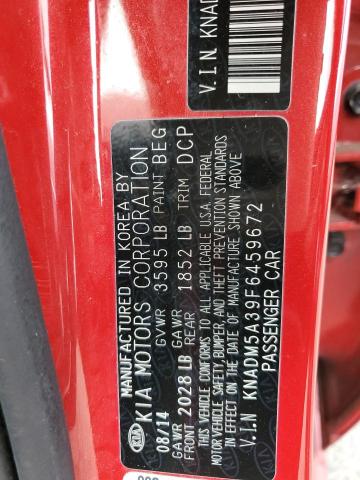 V.I.N. KNAD
MANUFACTURED IN KOREA BY
KIA MOTORS CORPORATION
KIA
08/14 GVWR 3595 LB PAINT BEG
GAWR FRONT 2028 LB GAWR REAR 1852 LB TRIM DCP
THIS VEHICLE CONFORMS TO ALL APPLICABLE U.S.A. FEDERAL
MOTOR VEHICLE SAFETY, BUMPER, AND THEFT PREVENTION STANDARDS
IN EFFECT ON THE DATE OF MANUFACTURE SHOWN ABOVE
V.I.N KNADM5A39F6459672
PASSENGER CAR